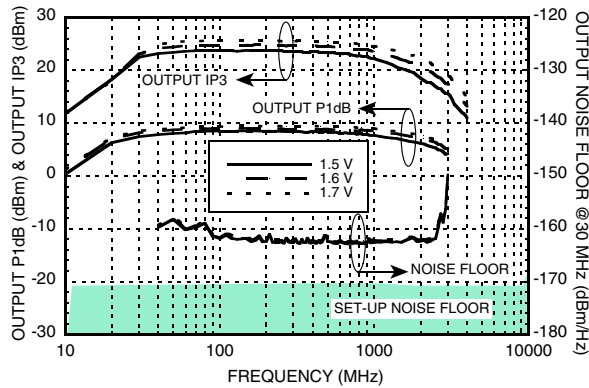 OUTPUT P1dB (dBm) & OUTPUT IP3 (dBm)
30
20
10
0
-10
-20
-30
OUTPUT IP3
OUTPUT P1dB
1.5 V
1.6 V
1.7 V
NOISE FLOOR
SET-UP NOISE FLOOR
-120
-130
-140
-150
-160
-170
-180
OUTPUT NOISE FLOOR @30 MHz (dBm/Hz)
10
100
1000
10000
FREQUENCY (MHz)